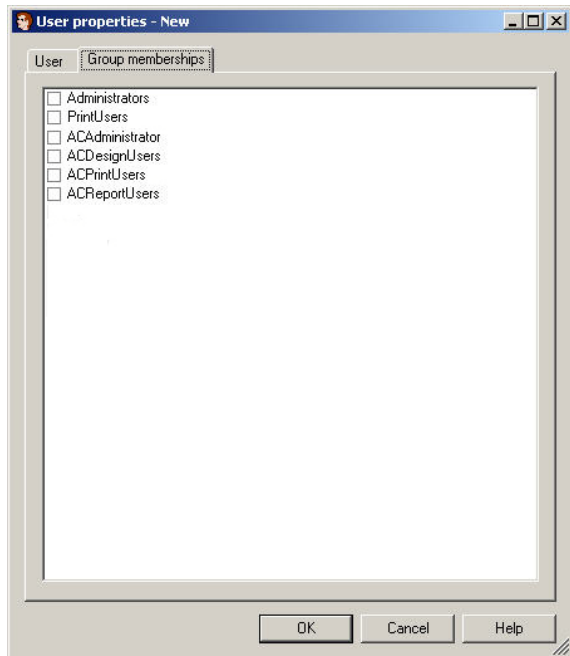 User properties - New
User
Group memberships
Administrators
PrintUsers
ACAdministrator
ACDesignUsers
ACPrintUsers
ACReportUsers
OK
Cancel
Help